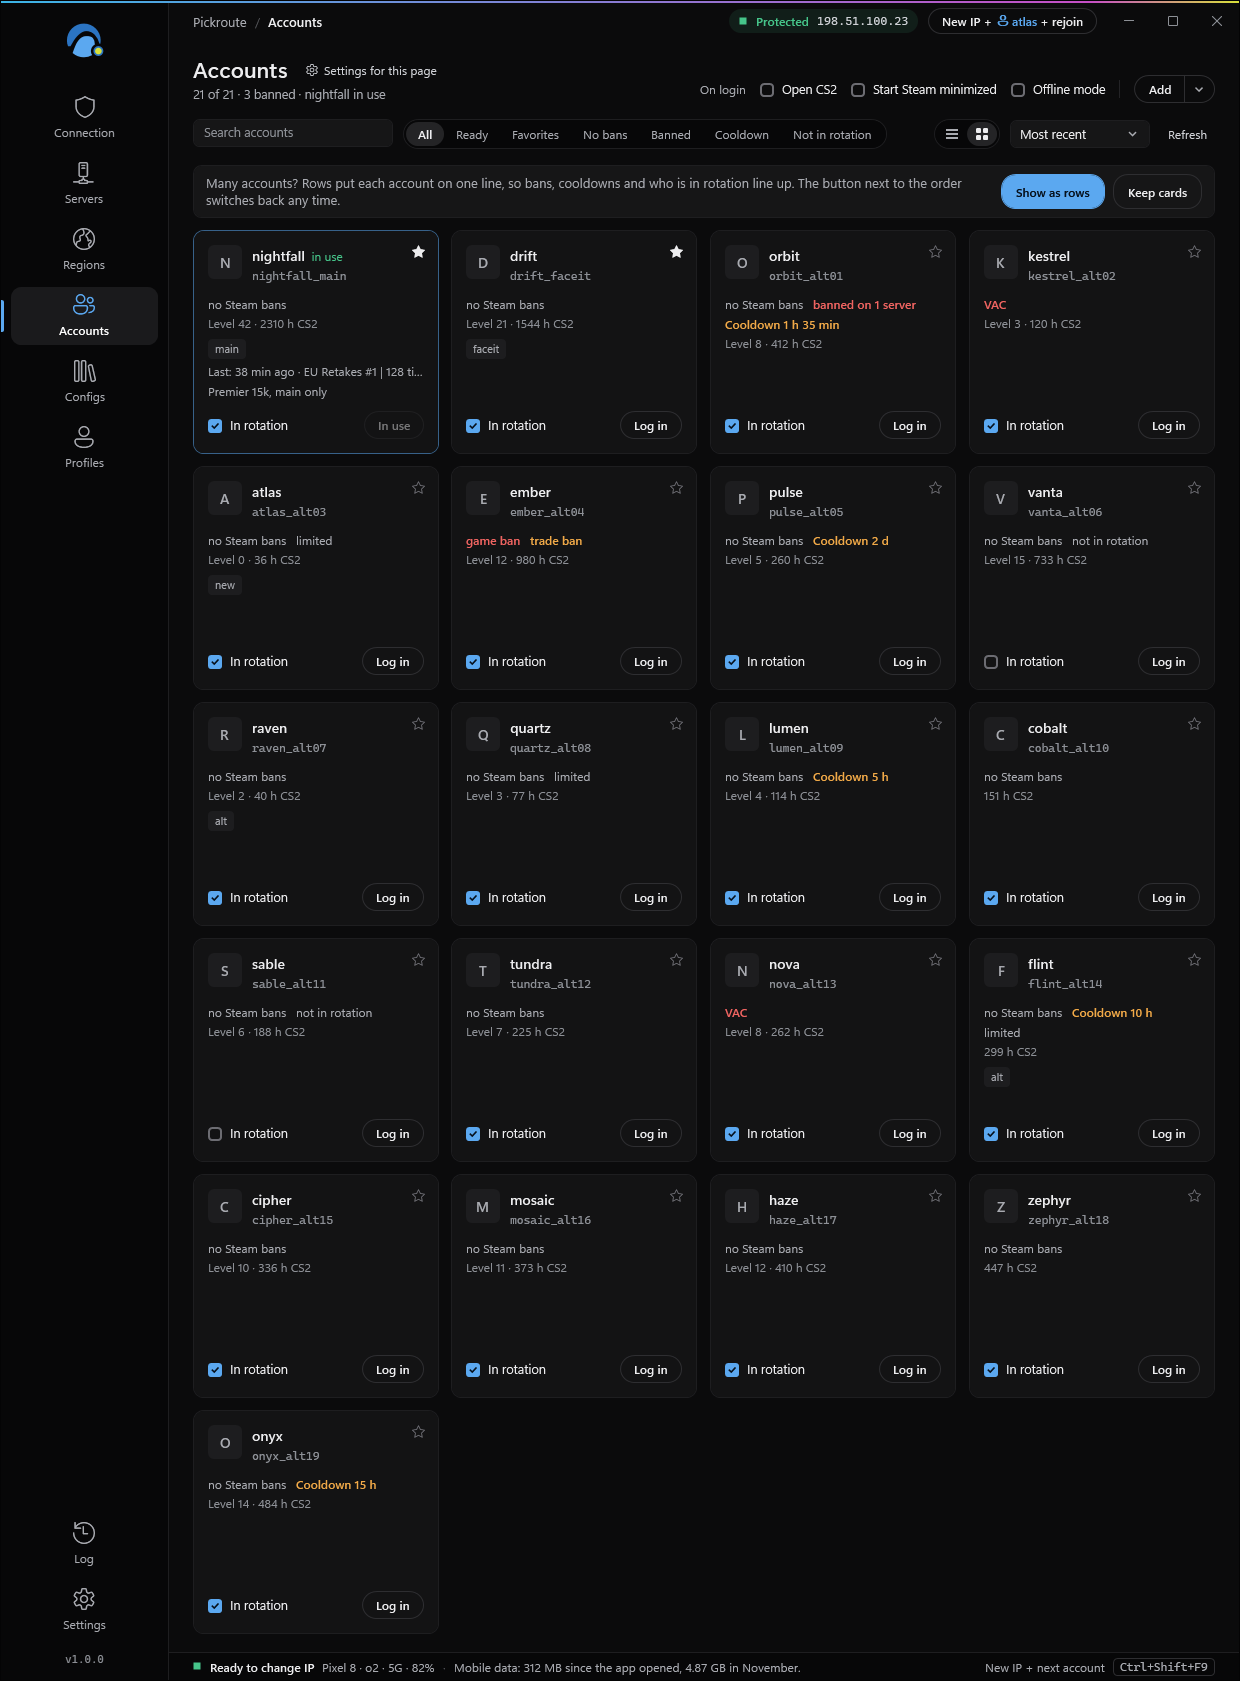 Pickroute / Accounts
Protected 198.51.100.23
New IP + atlas + rejoin
Connection
Servers
Regions
Accounts
Configs
Profiles
Log
Settings
v1.0.0
Accounts
Settings for this page
21 of 21 · 3 banned · nightfall in use
On login
Open CS2
Start Steam minimized
Offline mode
Add
Search accounts
All
Ready
Favorites
No bans
Banned
Cooldown
Not in rotation
Most recent
Refresh
Many accounts? Rows put each account on one line, so bans, cooldowns and who is in rotation line up. The button next to the order
switches back any time.
Show as rows
Keep cards
N
nightfall in use
nightfall_main
no Steam bans
Level 42 · 2310 h CS2
main
Last: 38 min ago · EU Retakes #1 | 128 ti...
Premier 15k, main only
In rotation
In use
D
drift
drift_faceit
no Steam bans
Level 21 · 1544 h CS2
faceit
In rotation
Log in
O
orbit
orbit_alt01
no Steam bans banned on 1 server
Cooldown 1 h 35 min
Level 8 · 412 h CS2
In rotation
Log in
K
kestrel
kestrel_alt02
VAC
Level 3 · 120 h CS2
In rotation
Log in
A
atlas
atlas_alt03
no Steam bans limited
Level 0 · 36 h CS2
new
In rotation
Log in
E
ember
ember_alt04
game ban trade ban
Level 12 · 980 h CS2
In rotation
Log in
P
pulse
pulse_alt05
no Steam bans Cooldown 2 d
Level 5 · 260 h CS2
In rotation
Log in
V
vanta
vanta_alt06
no Steam bans not in rotation
Level 15 · 733 h CS2
In rotation
Log in
R
raven
raven_alt07
no Steam bans
Level 2 · 40 h CS2
alt
In rotation
Log in
Q
quartz
quartz_alt08
no Steam bans limited
Level 3 · 77 h CS2
In rotation
Log in
L
lumen
lumen_alt09
no Steam bans Cooldown 5 h
Level 4 · 114 h CS2
In rotation
Log in
C
cobalt
cobalt_alt10
no Steam bans
151 h CS2
In rotation
Log in
S
sable
sable_alt11
no Steam bans not in rotation
Level 6 · 188 h CS2
In rotation
Log in
T
tundra
tundra_alt12
no Steam bans
Level 7 · 225 h CS2
In rotation
Log in
N
nova
nova_alt13
VAC
Level 8 · 262 h CS2
In rotation
Log in
F
flint
flint_alt14
no Steam bans Cooldown 10 h
limited
299 h CS2
alt
In rotation
Log in
C
cipher
cipher_alt15
no Steam bans
Level 10 · 336 h CS2
In rotation
Log in
M
mosaic
mosaic_alt16
no Steam bans
Level 11 · 373 h CS2
In rotation
Log in
H
haze
haze_alt17
no Steam bans
Level 12 · 410 h CS2
In rotation
Log in
Z
zephyr
zephyr_alt18
no Steam bans
447 h CS2
In rotation
Log in
O
onyx
onyx_alt19
no Steam bans Cooldown 15 h
Level 14 · 484 h CS2
In rotation
Log in
Ready to change IP Pixel 8 · o2 · 5G · 82% · Mobile data: 312 MB since the app opened, 4.87 GB in November.
New IP + next account Ctrl+Shift+F9